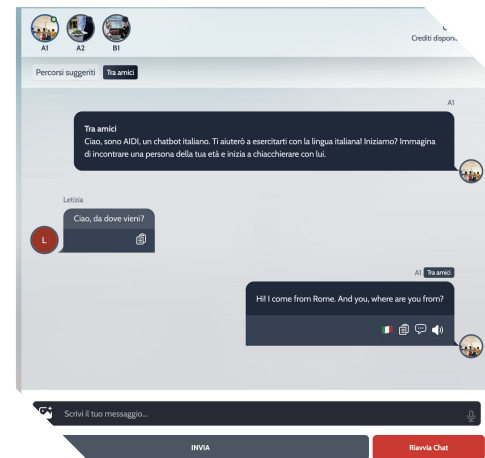 A1 A2 B1
Crediti
Percorsi suggeriti Tra amici
A1
Tra amici
Ciao, sono AIDI, un chatbot italiano. Ti aiuterò a esercitarti con la lingua italiana! Iniziamo? Immagina
di incontrare una persona della tua età e inizia a chiacchierare con lui.
Letizia
Ciao, da dove vieni?
L
A1 Tra amici
Hi! I come from Rome. And you, where are you from?
Scrivi il tuo messaggio...
INVIA Riavvia Chat